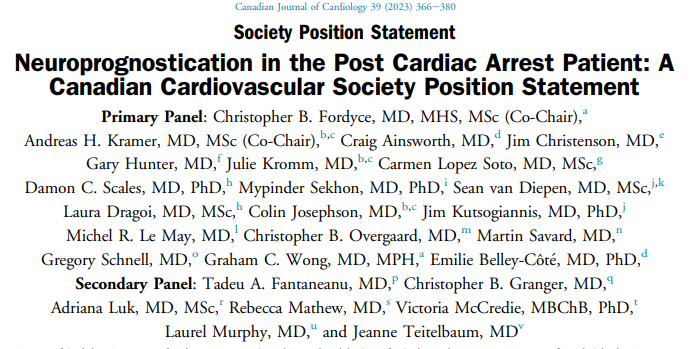 Canadian Journal of Cardiology 39 (2023) 366–380
Society Position Statement
Neuroprognostication in the Post Cardiac Arrest Patient: A
Canadian Cardiovascular Society Position Statement
Primary Panel: Christopher B. Fordyce, MD, MHS, MSc (Co-Chair),a
Andreas H. Kramer, MD, MSc (Co-Chair),b,c Craig Ainsworth, MD,d Jim Christenson, MD,e
Gary Hunter, MD,f Julie Kromm, MD,b,c Carmen Lopez Soto, MD, MSc,g
Damon C. Scales, MD, PhD,h Mypinder Sekhon, MD, PhD,i Sean van Diepen, MD, MSc,j,k
Laura Dragoi, MD, MSc,h Colin Josephson, MD,b,c Jim Kutsogiannis, MD, PhD,j
Michel R. Le May, MD,l Christopher B. Overgaard, MD,m Martin Savard, MD,n
Gregory Schnell, MD,o Graham C. Wong, MD, MPH,a Emilie Belley-Côté, MD, PhD,d
Secondary Panel: Tadeu A. Fantaneanu, MD,p Christopher B. Granger, MD,q
Adriana Luk, MD, MSc,r Rebecca Mathew, MD,s Victoria McCredie, MBChB, PhD,t
Laurel Murphy, MD,u and Jeanne Teitelbaum, MDv